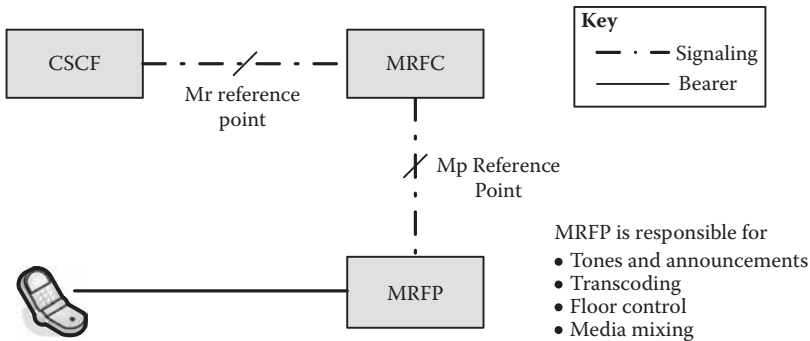 CSCF
Mr reference
point
MRFC
Key
Signaling
Bearer
Mp Reference
Point
MRFP
MRFP is responsible for
• Tones and announcements
• Transcoding
• Floor control
• Media mixing